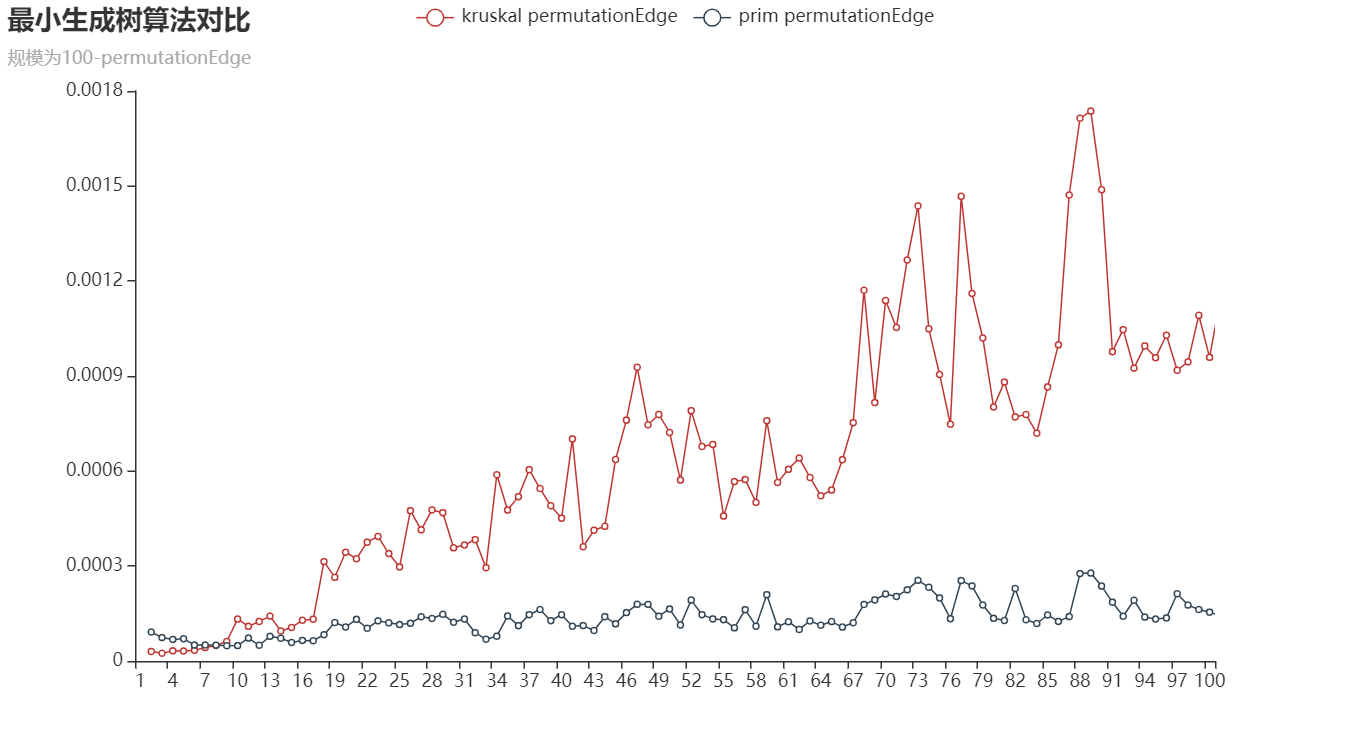 最小生成树算法对比
kruskal permutationEdge
prim permutationEdge
规模为100-permutationEdge
0.0018
0.0015
0.0012
0.0009
0.0006
0.0003
0
1 4 7 10 13 16 19 22 25 28 31 34 37 40 43 46 49 52 55 58 61 64 67 70 73 76 79 82 85 88 91 94 97 100